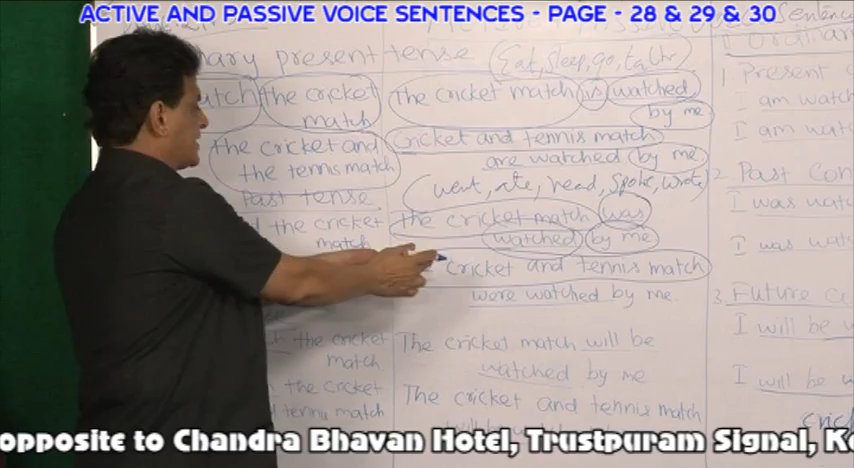 ACTIVE AND PASSIVE VOICE SENTENCES - PAGE - 28 & 29 & 30
Sentenc
nary present tense (Eat, Sleep, go, talk)
the cricket
match
The cricket match is watched
by me
the cricket and
the tennis match
Cricket and tennis match
are watched by me
Past tense
(went, ate, read, spoke, wrote)
the cricket
match
the cricket match was
watched by me
cricket and tennis match
were watched by me
the cricket
match
The cricket match will be
watched by me
the cricket
tennis match
The cricket and tennis match
1 Present
I am watc
I am wat
2 Past con
I was wat
I was wat
3. Future c
I will be
I will be
cric
opposite to Chandra Bhavan Hotel, Trustpuram Signal, Ko